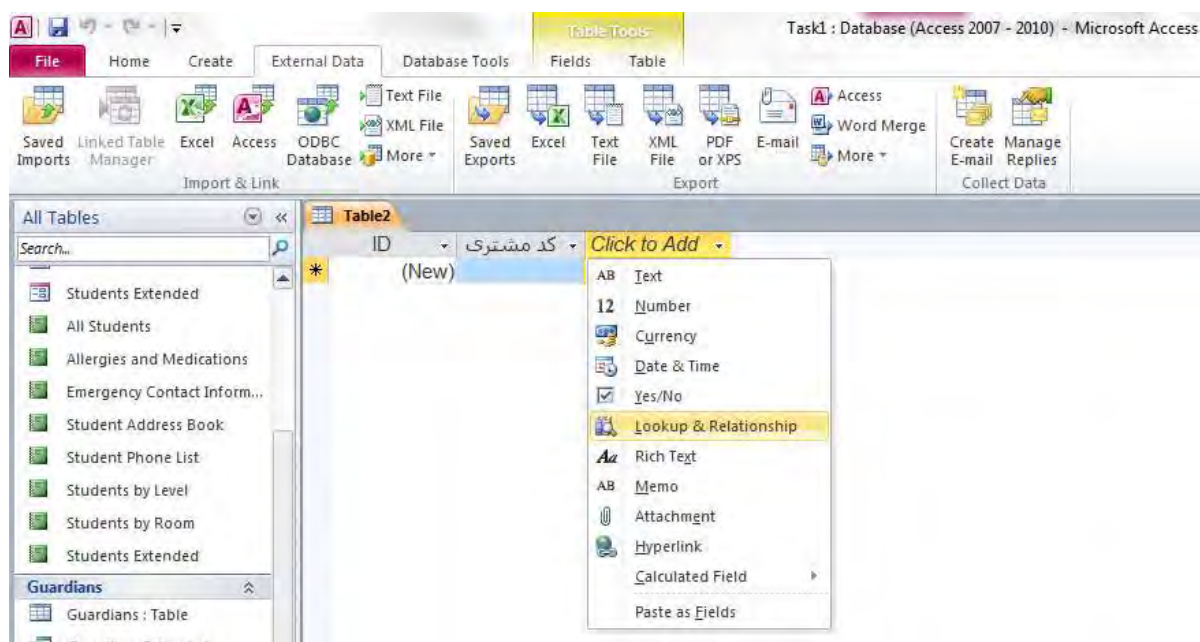 Table Tools
Task1 : Database (Access 2007 - 2010) - Microsoft Access
File Home Create External Data Database Tools Fields Table
Saved Imports
Linked Table Manager
Excel
Access
ODBC Database
Text File
XML File
More
Saved Exports
Excel
Text File
XML File
PDF or XPS
E-mail
Access
Word Merge
More
Create E-mail
Manage Replies
Import & Link
Export
Collect Data
All Tables
Search...
Students Extended
All Students
Allergies and Medications
Emergency Contact Inform...
Student Address Book
Student Phone List
Students by Level
Students by Room
Students Extended
Guardians
Guardians : Table
Table2
ID کد مشتری Click to Add
(New)
AB Text
12 Number
Currency
Date & Time
Yes/No
Lookup & Relationship
Aa Rich Text
AB Memo
Attachment
Hyperlink
Calculated Field
Paste as Fields